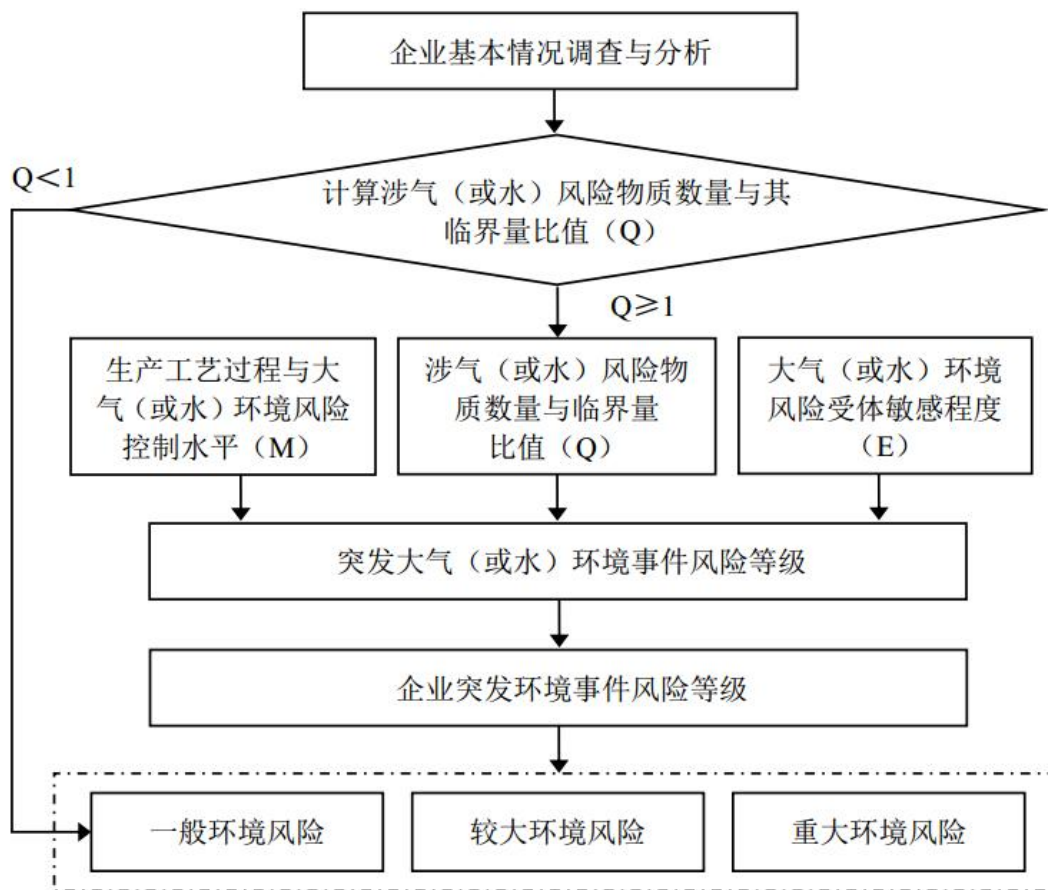 企业基本情况调查与分析
Q＜1
计算涉气（或水）风险物质数量与其
临界量比值（Q）
Q≥1
生产工艺过程与大
气（或水）环境风险
控制水平（M）
涉气（或水）风险物
质数量与临界量
比值（Q）
大气（或水）环境
风险受体敏感程度
（E）
突发大气（或水）环境事件风险等级
企业突发环境事件风险等级
一般环境风险
较大环境风险
重大环境风险